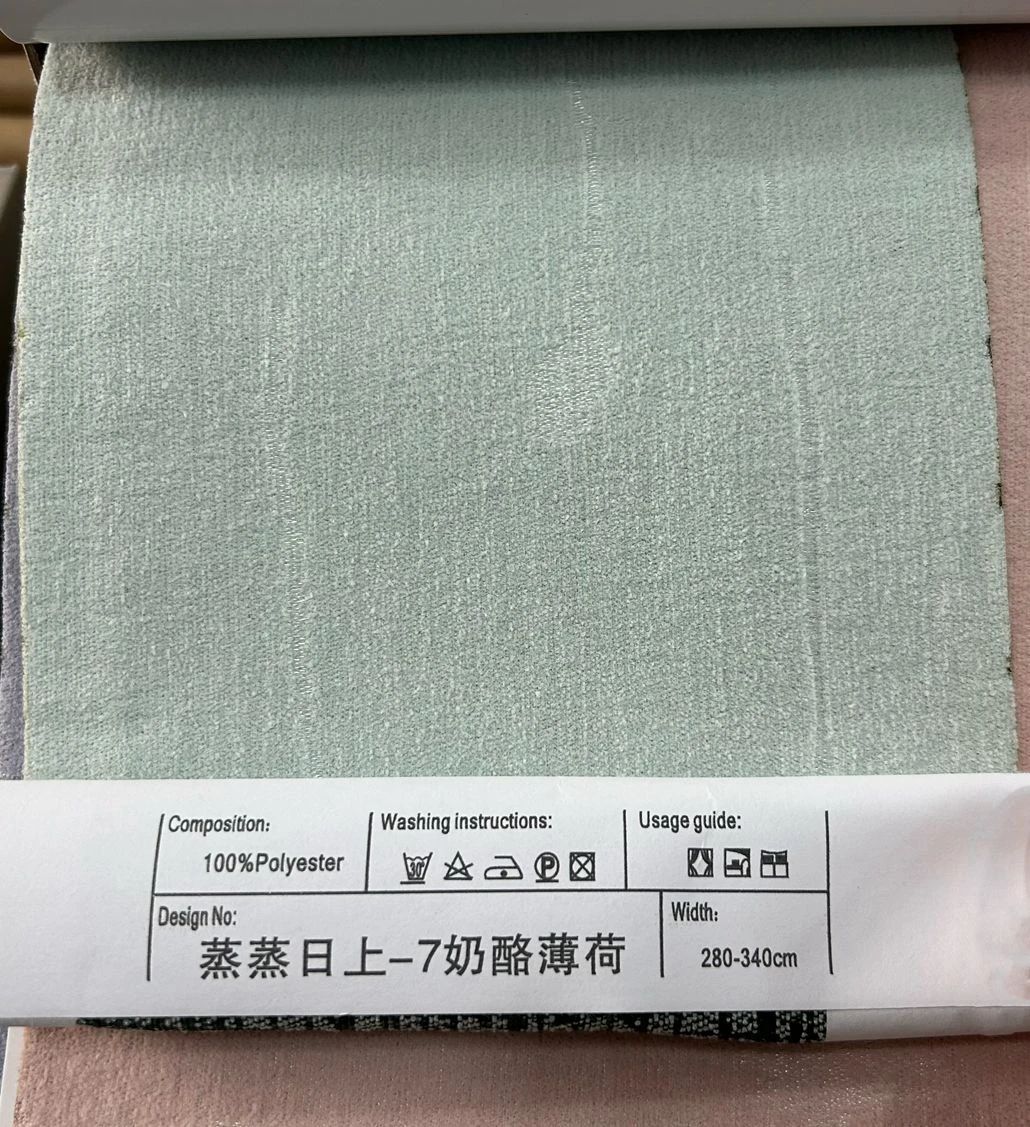 Composition:
100%Polyester
Washing instructions:
30°
P
Usage guide:
Design No:
蒸蒸日上-7奶酪薄荷
Width:
280-340cm